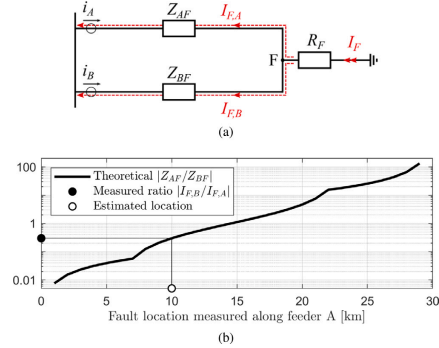 i_A Z_AF I_F,A
R_F I_F
F
i_B Z_BF I_F,B
(a)
100
Theoretical |Z_AF/Z_BF|
Measured ratio |I_F,B/I_F,A|
Estimated location
1
0.01
0 5 10 15 20 25 30
Fault location measured along feeder A [km]
(b)